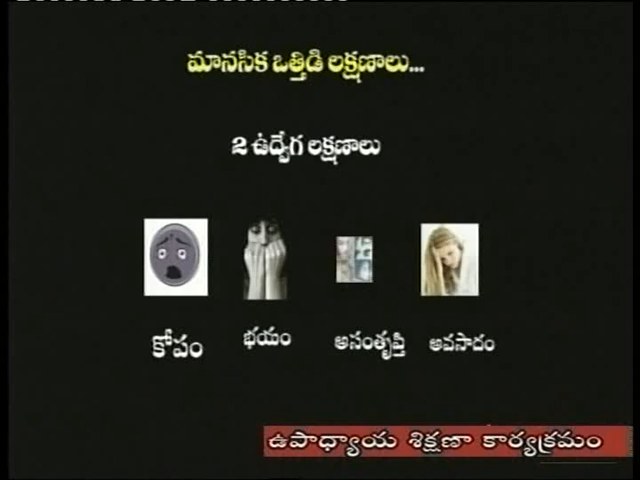 మానసిక ఒత్తిడి లక్షణాలు...
2 ఉద్వేగ లక్షణాలు
కోపం భయం అసంతృప్తి అవసాదం
ఉపాధ్యాయ శిక్షణా కార్యక్రమం